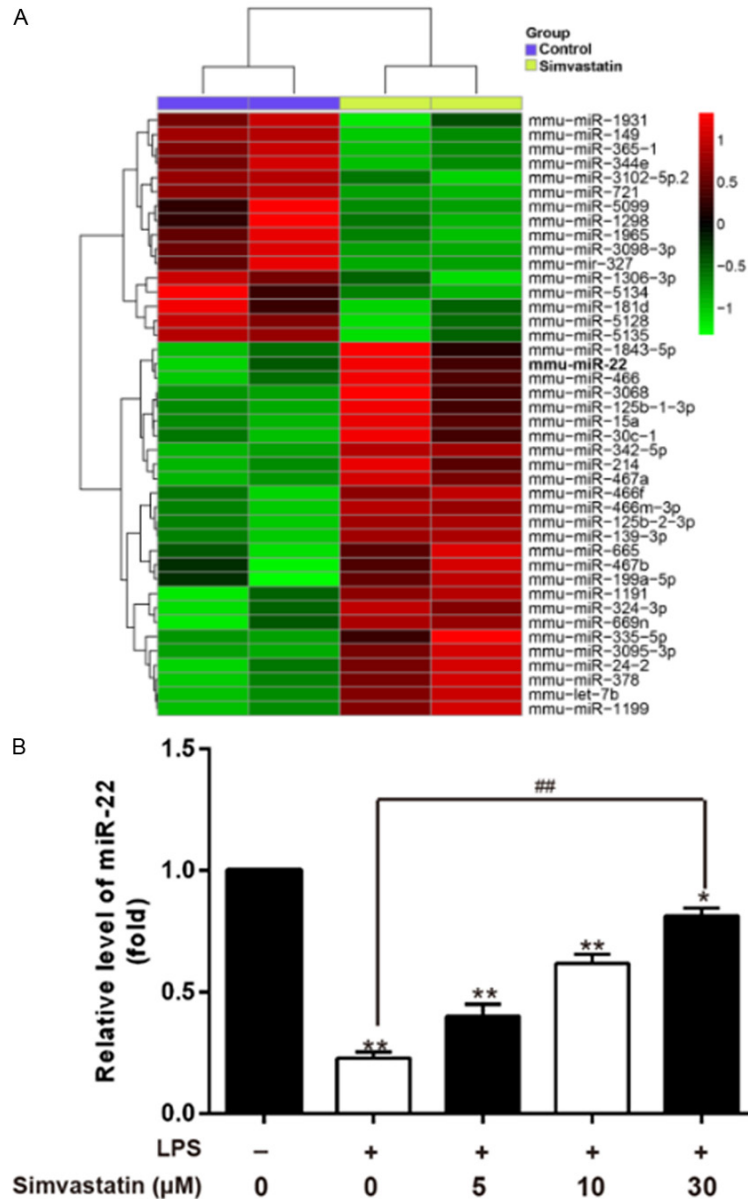 A
Group
Control
Simvastatin
mmu-miR-1931
mmu-miR-149
mmu-miR-365-1
mmu-miR-344e
mmu-miR-3102-5p.2
mmu-miR-721
mmu-miR-5099
mmu-miR-1298
mmu-miR-1965
mmu-miR-3098-3p
mmu-mir-327
mmu-miR-1306-3p
mmu-miR-5134
mmu-miR-181d
mmu-miR-5128
mmu-miR-5135
mmu-miR-1843-5p
mmu-miR-22
mmu-miR-466
mmu-miR-3068
mmu-miR-125b-1-3p
mmu-miR-15a
mmu-miR-30c-1
mmu-miR-342-5p
mmu-miR-214
mmu-miR-467a
mmu-miR-466f
mmu-miR-466m-3p
mmu-miR-125b-2-3p
mmu-miR-139-3p
mmu-miR-665
mmu-miR-467b
mmu-miR-199a-5p
mmu-miR-1191
mmu-miR-324-3p
mmu-miR-669n
mmu-miR-335-5p
mmu-miR-3095-3p
mmu-miR-24-2
mmu-miR-378
mmu-let-7b
mmu-miR-1199
1
0.5
0
-0.5
-1
B
Relative level of miR-22
(fold)
1.5
1.0
0.5
0.0
##
** ** ** *
LPS - + + + +
Simvastatin (μM) 0 0 5 10 30